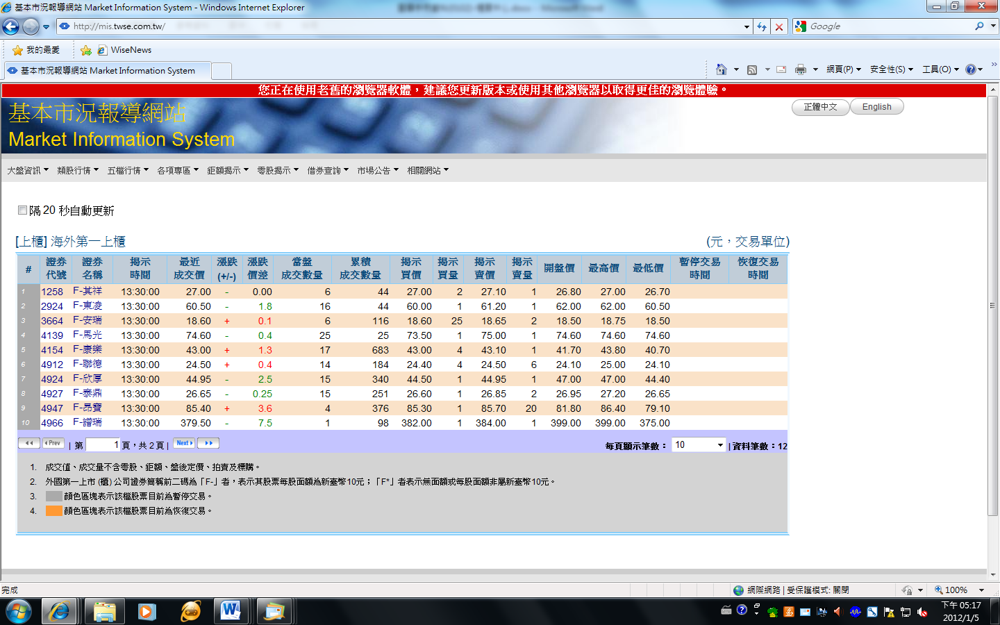 基本市況報導網站 Market Information System - Windows Internet Explorer
http://mis.twse.com.tw/
Google
我的最愛
WiseNews
基本市況報導網站 Market Information System
網頁(P)
安全性(S)
工具(O)
您正在使用老舊的瀏覽器軟體，建議您更新版本或使用其他瀏覽器以取得更佳的瀏覽體驗。
基本市況報導網站
Market Information System
正體中文 English
大盤資訊 類股行情 五檔行情 各項專區 鉅額揭示 零股揭示 借券查詢 市場公告 相關網站
隔 20 秒自動更新
[上櫃] 海外第一上櫃 (元，交易單位)
# 證券代號 證券名稱 揭示時間 最近成交價 漲跌(+/-) 漲跌價差 當盤成交數量 累積成交數量 揭示買價 揭示買量 揭示賣價 揭示賣量 開盤價 最高價 最低價 暫停交易時間 恢復交易時間
1 1258 F-其祥 13:30:00 27.00 - 0.00 6 44 27.00 2 27.10 1 26.80 27.00 26.70
2 2924 F-東凌 13:30:00 60.50 - 1.8 16 44 60.00 1 61.20 1 62.00 62.00 60.50
3 3664 F-安瑞 13:30:00 18.60 + 0.1 6 116 18.60 25 18.65 2 18.50 18.75 18.50
4 4139 F-馬光 13:30:00 74.60 - 0.4 25 25 73.50 1 75.00 1 74.60 74.60 74.60
5 4154 F-康樂 13:30:00 43.00 + 1.3 17 683 43.00 4 43.10 1 41.70 43.80 40.70
6 4912 F-聯德 13:30:00 24.50 + 0.4 14 184 24.40 4 24.50 6 24.10 25.00 24.10
7 4924 F-欣厚 13:30:00 44.95 - 2.5 15 340 44.50 1 44.95 1 47.00 47.00 44.40
8 4927 F-泰鼎 13:30:00 26.65 - 0.25 15 251 26.60 1 26.85 2 26.95 27.20 26.65
9 4947 F-昂寶 13:30:00 85.40 + 3.6 4 376 85.30 1 85.70 20 81.80 86.40 79.10
10 4966 F-譜瑞 13:30:00 379.50 - 7.5 1 98 382.00 1 384.00 1 399.00 399.00 375.00
Prev | 第 1 頁，共 2 頁 | Next 每頁顯示筆數： 10 | 資料筆數：12
1. 成交值、成交量不含零股、鉅額、盤後定價、拍賣及標購。
2. 外國第一上市 (櫃) 公司證券簡稱前二碼為「F-」者，表示其股票每股面額為新臺幣10元；「F*」者表示無面額或每股面額非屬新臺幣10元。
3. 顏色區塊表示該檔股票目前為暫停交易。
4. 顏色區塊表示該檔股票目前為恢復交易。
完成
網際網路 | 受保護模式: 關閉
100%
下午 05:17
2012/1/5